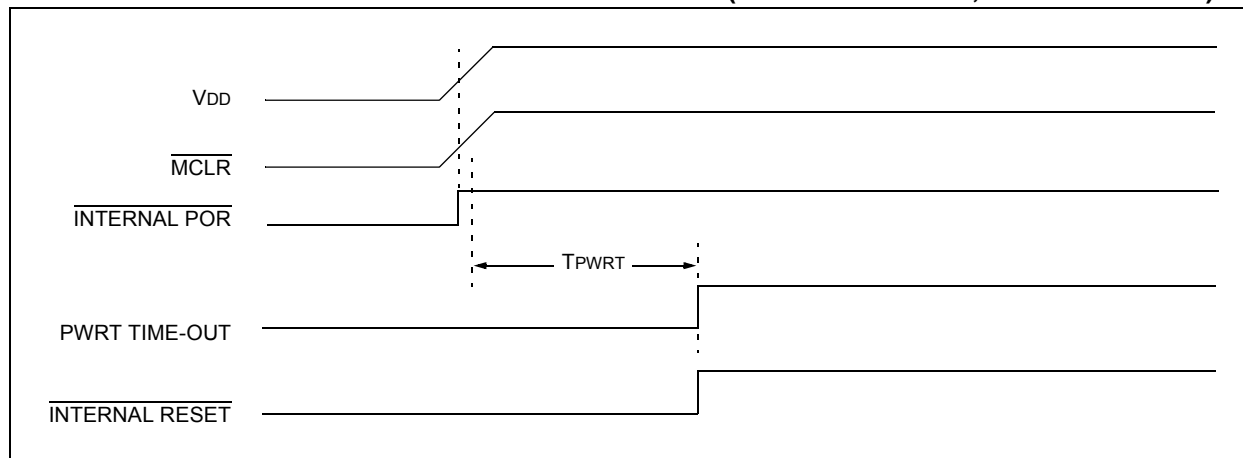 VDD
MCLR
INTERNAL POR
TPWRT
PWRT TIME-OUT
INTERNAL RESET